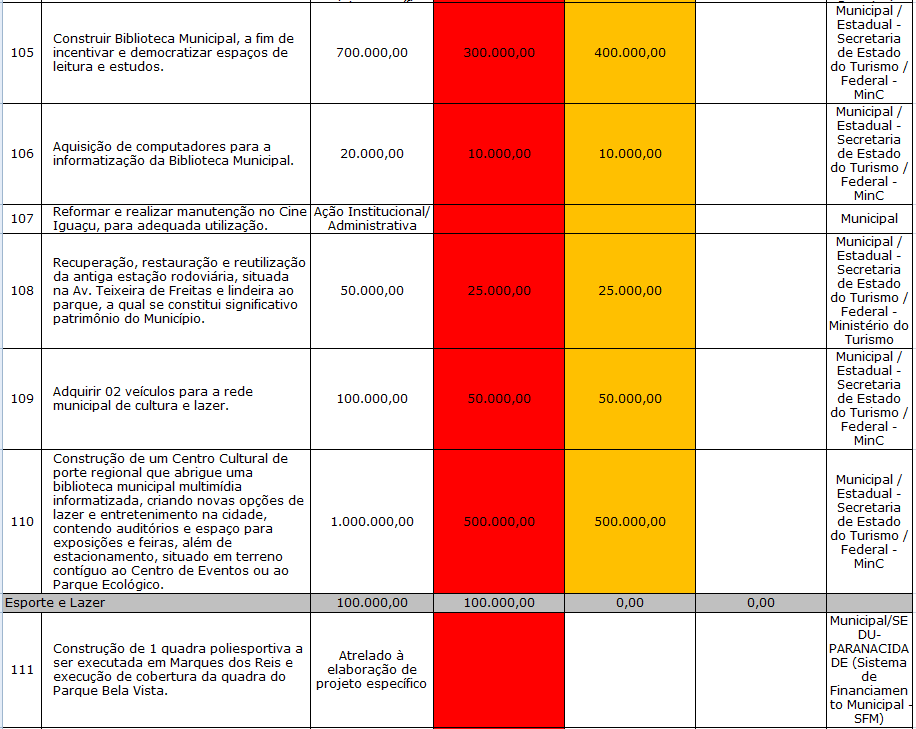 105
Construir Biblioteca Municipal, a fim de
incentivar e democratizar espaços de
leitura e estudos.
700.000,00
300.000,00
400.000,00
Municipal /
Estadual -
Secretaria
de Estado
do Turismo /
Federal -
MinC
106
Aquisição de computadores para a
informatização da Biblioteca Municipal.
20.000,00
10.000,00
10.000,00
Municipal /
Estadual -
Secretaria
de Estado
do Turismo /
Federal -
MinC
107
Reformar e realizar manutenção no Cine
Iguaçu, para adequada utilização.
Ação Institucional/
Administrativa
Municipal
108
Recuperação, restauração e reutilização
da antiga estação rodoviária, situada
na Av. Teixeira de Freitas e lindeira ao
parque, a qual se constitui significativo
patrimônio do Município.
50.000,00
25.000,00
25.000,00
Municipal /
Estadual -
Secretaria
de Estado
do Turismo /
Federal -
Ministério do
Turismo
109
Adquirir 02 veículos para a rede
municipal de cultura e lazer.
100.000,00
50.000,00
50.000,00
Municipal /
Estadual -
Secretaria
de Estado
do Turismo /
Federal -
MinC
110
Construção de um Centro Cultural de
porte regional que abrigue uma
biblioteca municipal multimídia
informatizada, criando novas opções de
lazer e entretenimento na cidade,
contendo auditórios e espaço para
exposições e feiras, além de
estacionamento, situado em terreno
contíguo ao Centro de Eventos ou ao
Parque Ecológico.
1.000.000,00
500.000,00
500.000,00
Municipal /
Estadual -
Secretaria
de Estado
do Turismo /
Federal -
MinC
Esporte e Lazer
100.000,00
100.000,00
0,00
0,00
111
Construção de 1 quadra poliesportiva a
ser executada em Marques dos Reis e
execução de cobertura da quadra do
Parque Bela Vista.
Atrelado à
elaboração de
projeto específico
Municipal/SE
DU-
PARANACIDA
DE (Sistema
de
Financiamen
to Municipal -
SFM)